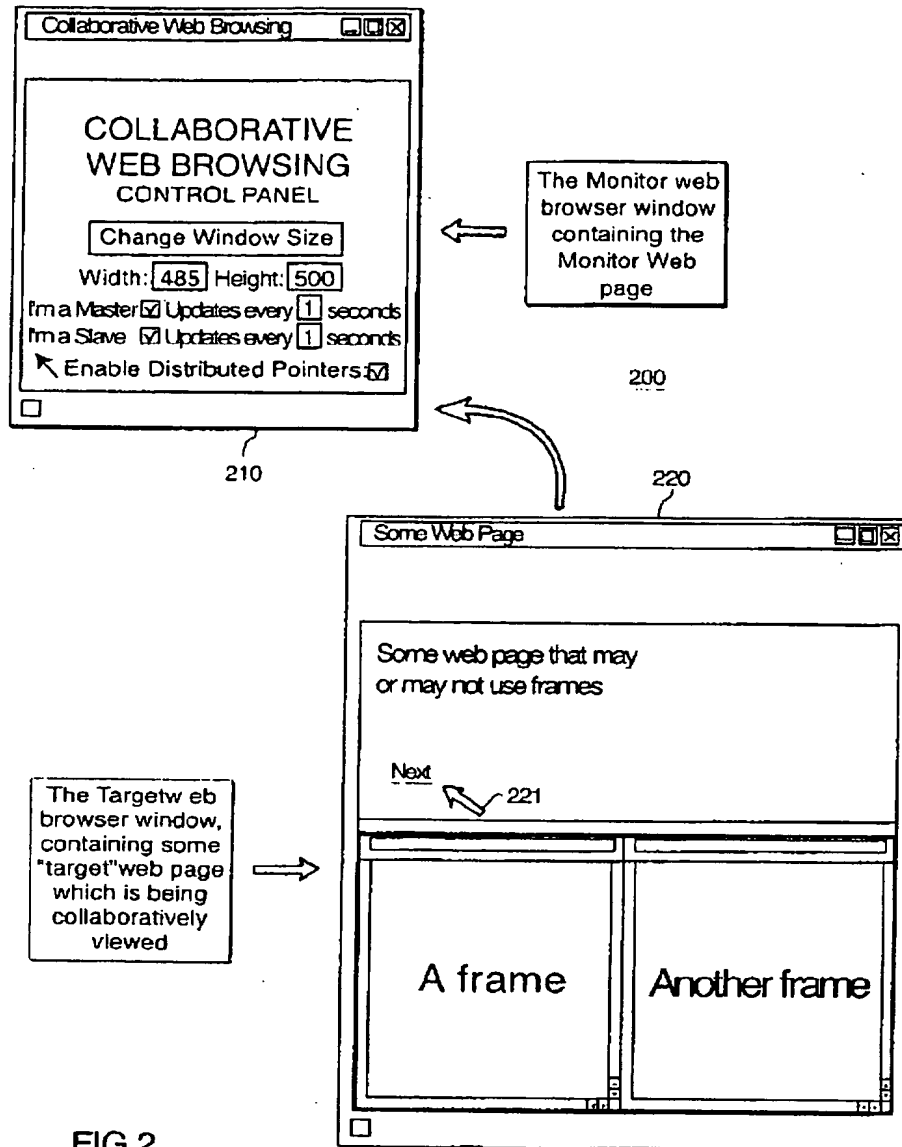 Collaborative Web Browsing
COLLABORATIVE
WEB BROWSING
CONTROL PANEL
Change Window Size
Width: 485 Height: 500
I'm a Master Updates every 1 seconds
I'm a Slave Updates every 1 seconds
Enable Distributed Pointers:
210
The Monitor web
browser window
containing the
Monitor Web
page
200
220
Some Web Page
Some web page that may
or may not use frames
Next
221
The Targetw eb
browser window,
containing some
"target"web page
which is being
collaboratively
viewed
A frame
Another frame
FIG.2